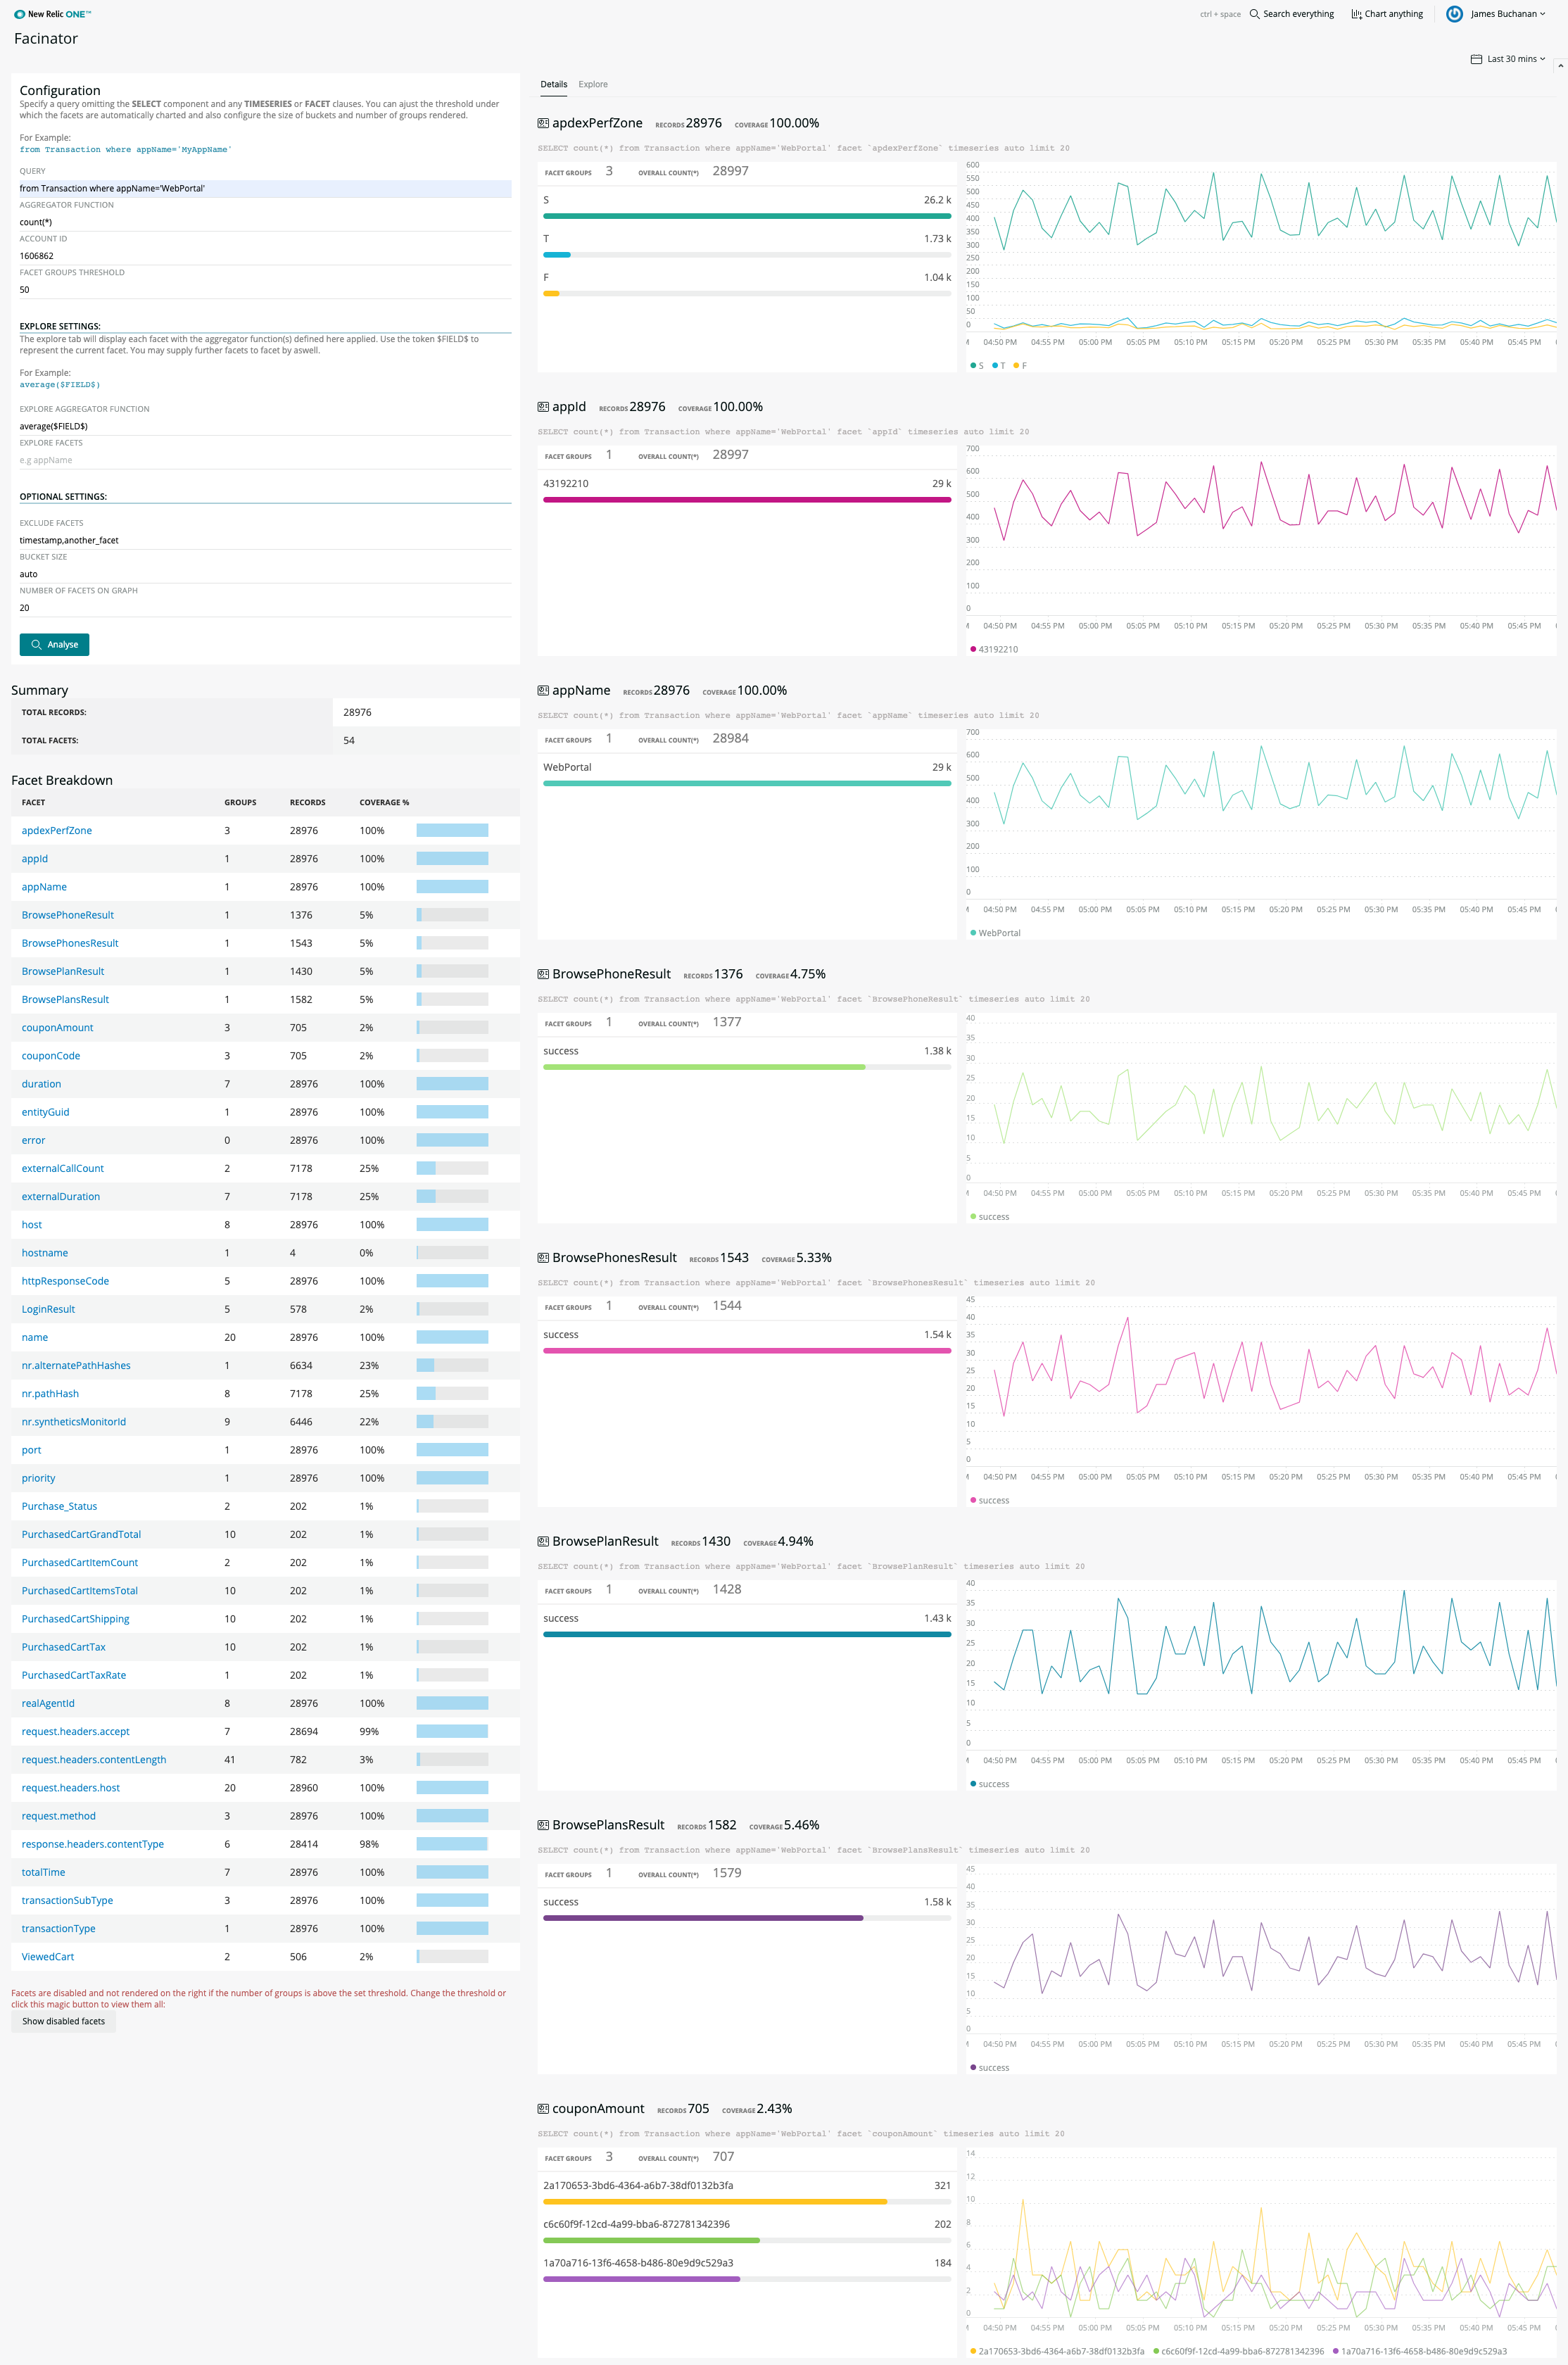 New Relic ONE™
ctrl + space Search everything Chart anything James Buchanan
Facinator
Last 30 mins
Configuration
Specify a query omitting the SELECT component and any TIMESERIES or FACET clauses. You can ajust the threshold under
which the facets are automatically charted and also configure the size of buckets and number of groups rendered.
For Example:
from Transaction where appName='MyAppName'
QUERY
from Transaction where appName='WebPortal'
AGGREGATOR FUNCTION
count(*)
ACCOUNT ID
1606862
FACET GROUPS THRESHOLD
50
EXPLORE SETTINGS:
The explore tab will display each facet with the aggregator function(s) defined here applied. Use the token $FIELD$ to
represent the current facet. You may supply further facets to facet by aswell.
For Example:
average($FIELD$)
EXPLORE AGGREGATOR FUNCTION
average($FIELD$)
EXPLORE FACETS
e.g appName
OPTIONAL SETTINGS:
EXCLUDE FACETS
timestamp,another_facet
BUCKET SIZE
auto
NUMBER OF FACETS ON GRAPH
20
Analyse
Summary
TOTAL RECORDS: 28976
TOTAL FACETS: 54
Facet Breakdown
FACET GROUPS RECORDS COVERAGE %
apdexPerfZone 3 28976 100%
appId 1 28976 100%
appName 1 28976 100%
BrowsePhoneResult 1 1376 5%
BrowsePhonesResult 1 1543 5%
BrowsePlanResult 1 1430 5%
BrowsePlansResult 1 1582 5%
couponAmount 3 705 2%
couponCode 3 705 2%
duration 7 28976 100%
entityGuid 1 28976 100%
error 0 28976 100%
externalCallCount 2 7178 25%
externalDuration 7 7178 25%
host 8 28976 100%
hostname 1 4 0%
httpResponseCode 5 28976 100%
LoginResult 5 578 2%
name 20 28976 100%
nr.alternatePathHashes 1 6634 23%
nr.pathHash 8 7178 25%
nr.syntheticsMonitorId 9 6446 22%
port 1 28976 100%
priority 1 28976 100%
Purchase_Status 2 202 1%
PurchasedCartGrandTotal 10 202 1%
PurchasedCartItemCount 2 202 1%
PurchasedCartItemsTotal 10 202 1%
PurchasedCartShipping 10 202 1%
PurchasedCartTax 10 202 1%
PurchasedCartTaxRate 1 202 1%
realAgentId 8 28976 100%
request.headers.accept 7 28694 99%
request.headers.contentLength 41 782 3%
request.headers.host 20 28960 100%
request.method 3 28976 100%
response.headers.contentType 6 28414 98%
totalTime 7 28976 100%
transactionSubType 3 28976 100%
transactionType 1 28976 100%
ViewedCart 2 506 2%
Facets are disabled and not rendered on the right if the number of groups is above the set threshold. Change the threshold or
click this magic button to view them all:
Show disabled facets
Details Explore
apdexPerfZone RECORDS 28976 COVERAGE 100.00%
SELECT count(*) from Transaction where appName='WebPortal' facet `apdexPerfZone` timeseries auto limit 20
FACET GROUPS 3 OVERALL COUNT(*) 28997
S 26.2 k
T 1.73 k
F 1.04 k
600
550
500
450
400
350
300
250
200
150
100
50
0
M 04:50 PM 04:55 PM 05:00 PM 05:05 PM 05:10 PM 05:15 PM 05:20 PM 05:25 PM 05:30 PM 05:35 PM 05:40 PM 05:45 PM
S T F
appId RECORDS 28976 COVERAGE 100.00%
SELECT count(*) from Transaction where appName='WebPortal' facet `appId` timeseries auto limit 20
FACET GROUPS 1 OVERALL COUNT(*) 28997
43192210 29 k
700
600
500
400
300
200
100
0
M 04:50 PM 04:55 PM 05:00 PM 05:05 PM 05:10 PM 05:15 PM 05:20 PM 05:25 PM 05:30 PM 05:35 PM 05:40 PM 05:45 PM
43192210
appName RECORDS 28976 COVERAGE 100.00%
SELECT count(*) from Transaction where appName='WebPortal' facet `appName` timeseries auto limit 20
FACET GROUPS 1 OVERALL COUNT(*) 28984
WebPortal 29 k
700
600
500
400
300
200
100
0
M 04:50 PM 04:55 PM 05:00 PM 05:05 PM 05:10 PM 05:15 PM 05:20 PM 05:25 PM 05:30 PM 05:35 PM 05:40 PM 05:45 PM
WebPortal
BrowsePhoneResult RECORDS 1376 COVERAGE 4.75%
SELECT count(*) from Transaction where appName='WebPortal' facet `BrowsePhoneResult` timeseries auto limit 20
FACET GROUPS 1 OVERALL COUNT(*) 1377
success 1.38 k
40
35
30
25
20
15
10
5
0
M 04:50 PM 04:55 PM 05:00 PM 05:05 PM 05:10 PM 05:15 PM 05:20 PM 05:25 PM 05:30 PM 05:35 PM 05:40 PM 05:45 PM
success
BrowsePhonesResult RECORDS 1543 COVERAGE 5.33%
SELECT count(*) from Transaction where appName='WebPortal' facet `BrowsePhonesResult` timeseries auto limit 20
FACET GROUPS 1 OVERALL COUNT(*) 1544
success 1.54 k
45
40
35
30
25
20
15
10
5
0
M 04:50 PM 04:55 PM 05:00 PM 05:05 PM 05:10 PM 05:15 PM 05:20 PM 05:25 PM 05:30 PM 05:35 PM 05:40 PM 05:45 PM
success
BrowsePlanResult RECORDS 1430 COVERAGE 4.94%
SELECT count(*) from Transaction where appName='WebPortal' facet `BrowsePlanResult` timeseries auto limit 20
FACET GROUPS 1 OVERALL COUNT(*) 1428
success 1.43 k
40
35
30
25
20
15
10
5
0
M 04:50 PM 04:55 PM 05:00 PM 05:05 PM 05:10 PM 05:15 PM 05:20 PM 05:25 PM 05:30 PM 05:35 PM 05:40 PM 05:45 PM
success
BrowsePlansResult RECORDS 1582 COVERAGE 5.46%
SELECT count(*) from Transaction where appName='WebPortal' facet `BrowsePlansResult` timeseries auto limit 20
FACET GROUPS 1 OVERALL COUNT(*) 1579
success 1.58 k
45
40
35
30
25
20
15
10
5
0
M 04:50 PM 04:55 PM 05:00 PM 05:05 PM 05:10 PM 05:15 PM 05:20 PM 05:25 PM 05:30 PM 05:35 PM 05:40 PM 05:45 PM
success
couponAmount RECORDS 705 COVERAGE 2.43%
SELECT count(*) from Transaction where appName='WebPortal' facet `couponAmount` timeseries auto limit 20
FACET GROUPS 3 OVERALL COUNT(*) 707
2a170653-3bd6-4364-a6b7-38df0132b3fa 321
c6c60f9f-12cd-4a99-bba6-872781342396 202
1a70a716-13f6-4658-b486-80e9d9c529a3 184
14
12
10
8
6
4
2
0
M 04:50 PM 04:55 PM 05:00 PM 05:05 PM 05:10 PM 05:15 PM 05:20 PM 05:25 PM 05:30 PM 05:35 PM 05:40 PM 05:45 PM
2a170653-3bd6-4364-a6b7-38df0132b3fa c6c60f9f-12cd-4a99-bba6-872781342396 1a70a716-13f6-4658-b486-80e9d9c529a3